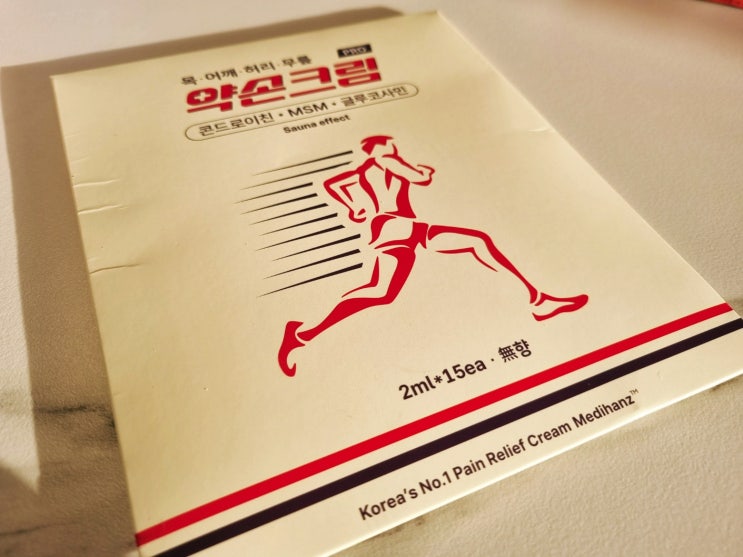 목·어깨·허리·무릎
PRO
약손크림
콘드로이친 • MSM • 글루코사민
Sauna effect
2ml*15ea · 無향
Korea's No.1 Pain Relief Cream Medihanz™